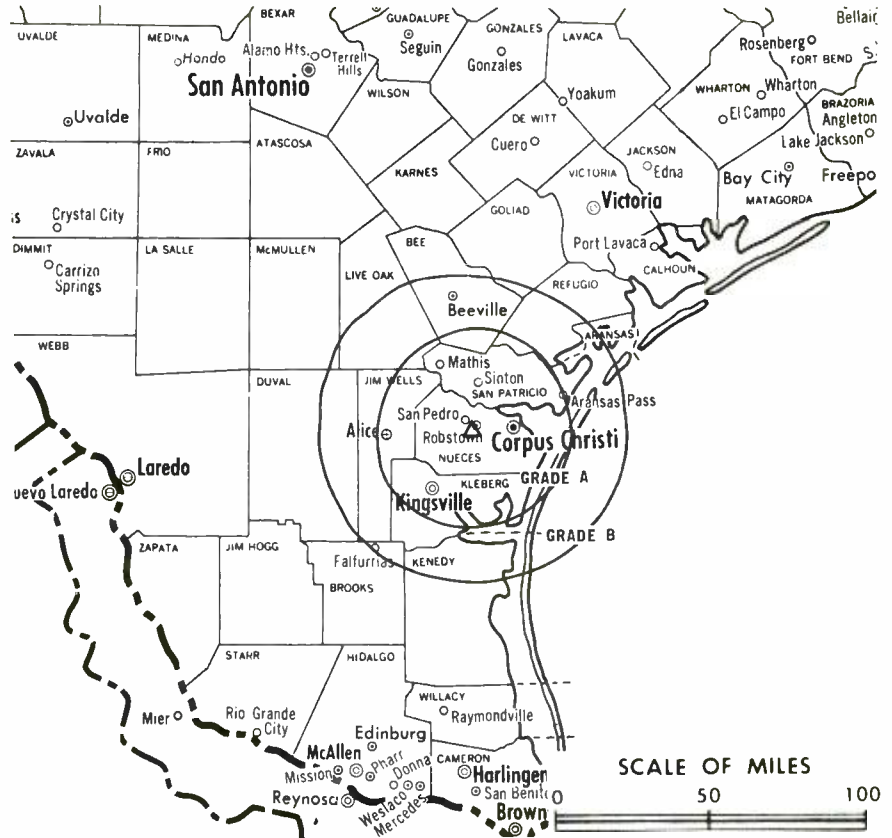 BEXAR
GUADALUPE
Seguin
GONZALES
Gonzales
LAVACA
Bellair
Rosenberg
FORT BEND
S.
UVALDE
MEDINA
Hondo
Alamo Hts.
Terrell
Hills
San Antonio
WILSON
Yoakum
WHARTON
Wharton
El Campo
BRAZORIA
Angleton
Lake Jackson
Uvalde
DE WITT
Cuero
ZAVALA
FRIO
ATASCOSA
KARNES
JACKSON
Edna
VICTORIA
Victoria
Bay City
Freepo
MATAGORDA
Crystal City
GOLIAD
DIMMIT
Carrizo
Springs
LA SALLE
McMULLEN
BEE
LIVE OAK
Port Lavaca
CALHOUN
REFUGIO
Beeville
ARANSAS
WEBB
Mathis
Sinton
SAN PATRICIO
Aransas Pass
DUVAL
JIM WELLS
San Pedro
Robstown
Alice
Corpus Christi
NUECES
Laredo
uevo Laredo
KLEBERG
GRADE A
Kingsville
GRADE B
ZAPATA
JIM HOGG
Falfurrias
KENEDY
BROOKS
STARR
HIDALGO
WILLACY
Raymondville
Mier
Rio Grande
City
Edinburg
McAllen
Mission
Pharr
Donna
CAMERON
Harlingen
San Benito
Reynosa
Weslaco
Mercedes
Brown
SCALE OF MILES
0 50 100